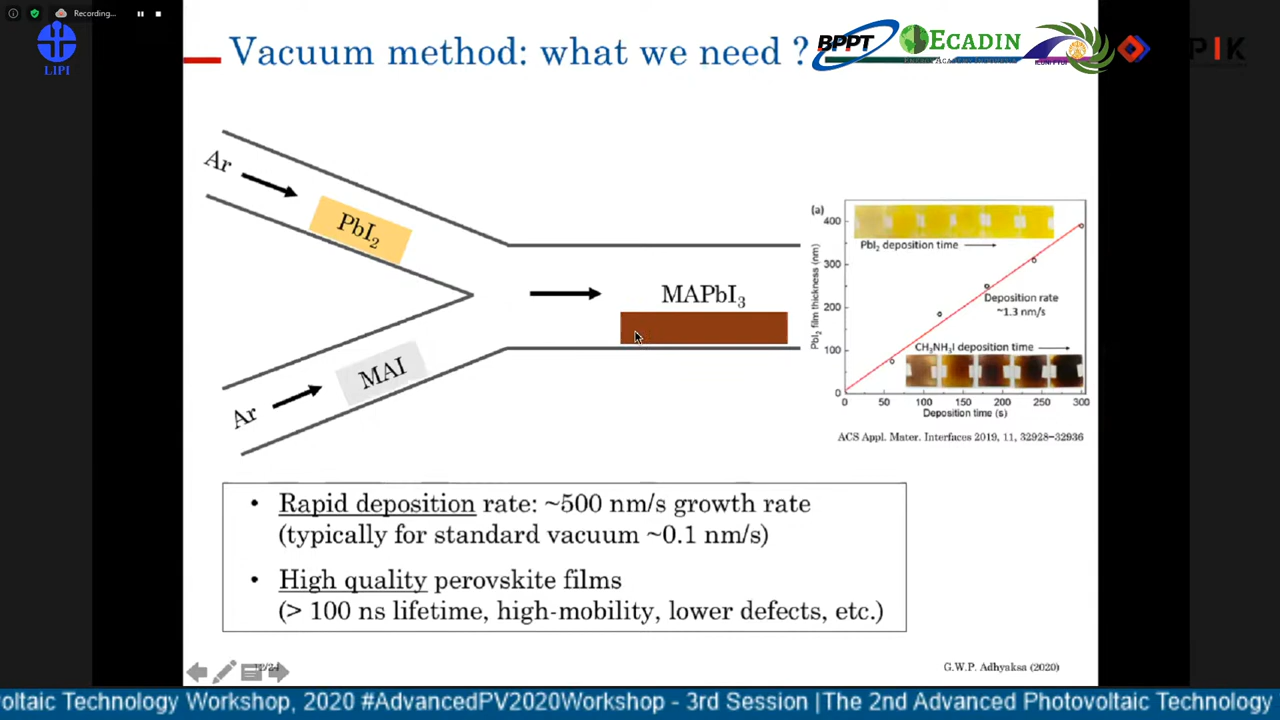 Recording...
LIPI
Vacuum method: what we need ?
BPPT
ECADIN
I K
Ar
PbI₂
MAPbI₃
MAI
Ar
(a)
400
300
200
100
0
PbI₂ film thickness (nm)
PbI₂ deposition time
Deposition rate
~1.3 nm/s
CH₃NH₃I deposition time
0 50 100 150 200 250 300
Deposition time (s)
ACS Appl. Mater. Interfaces 2019, 11, 32928−32936
• Rapid deposition rate: ~500 nm/s growth rate
(typically for standard vacuum ~0.1 nm/s)
• High quality perovskite films
(> 100 ns lifetime, high-mobility, lower defects, etc.)
G.W.P. Adhyaksa (2020)
oltaic Technology Workshop, 2020 #AdvancedPV2020Workshop - 3rd Session |The 2nd Advanced Photovoltaic Technology